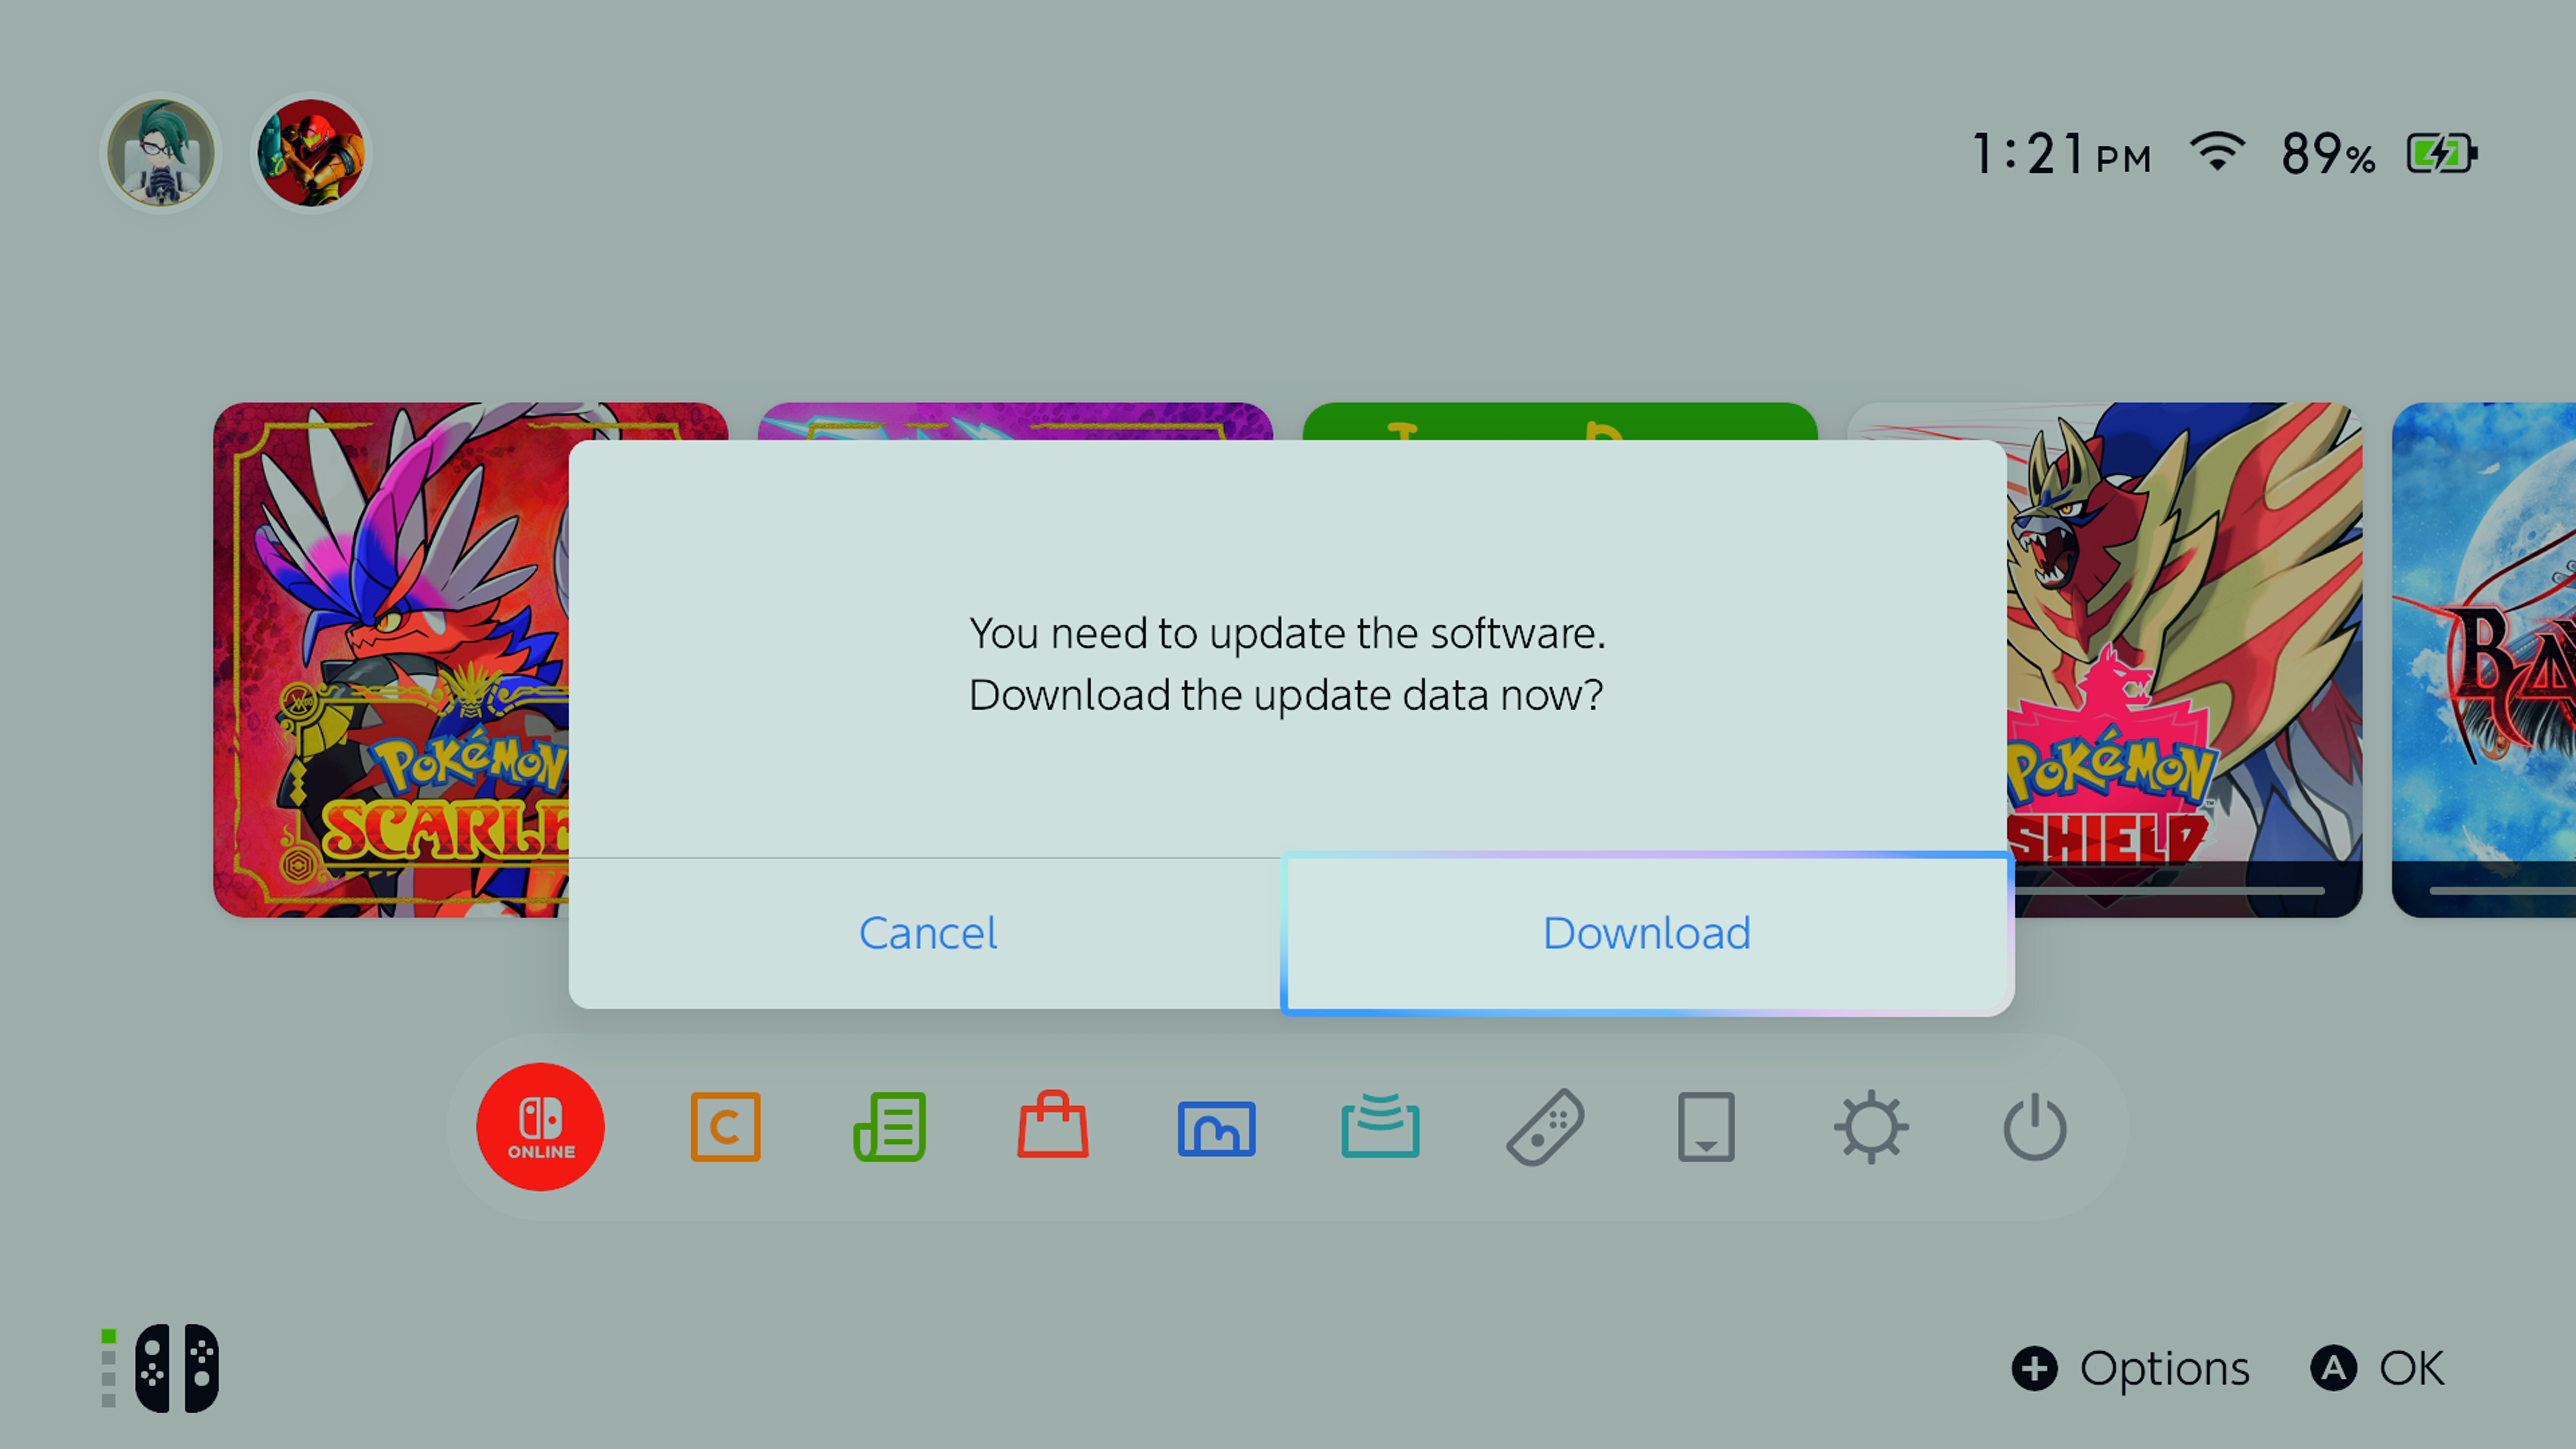 1:21 PM 89%
POKÉMON
SCARLE
You need to update the software.
Download the update data now?
Cancel
Download
POKÉMON
SHIELD
BA
C
ONLINE
Options
A OK